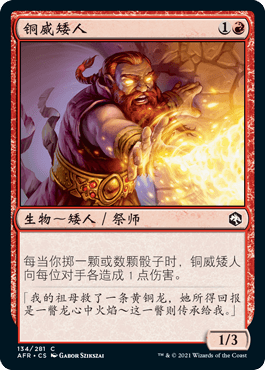 铜威矮人 1
生物~矮人 / 祭师
每当你掷一颗或数颗骰子时，铜威矮人
向每位对手各造成 1 点伤害。
「我的祖母救了一条黄铜龙，她所得回报
是一瞥龙心中火焰~这一瞥则传承给我。」
1/3
134/281 C
AFR • CS GABOR SZIKSZAI
™ & © 2021 Wizards of the Coast